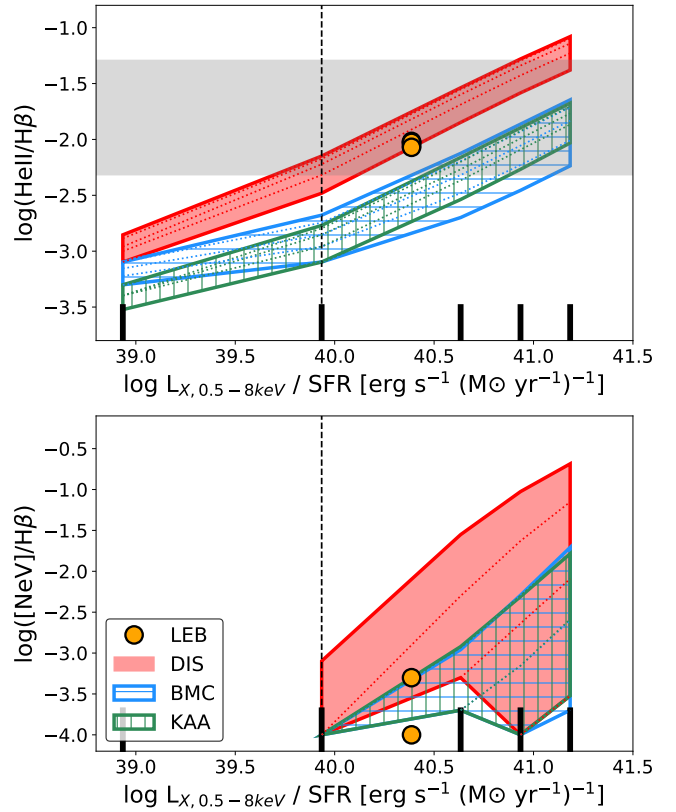 −1.0
−1.5
−2.0
−2.5
−3.0
−3.5
log(HeII/Hβ)
39.0 39.5 40.0 40.5 41.0 41.5
log L_{X, 0.5−8keV} / SFR [erg s⁻¹ (M⊙ yr⁻¹)⁻¹]
−0.5
−1.0
−1.5
−2.0
−2.5
−3.0
−3.5
−4.0
log([NeV]/Hβ)
LEB
DIS
BMC
KAA
39.0 39.5 40.0 40.5 41.0 41.5
log L_{X, 0.5−8keV} / SFR [erg s⁻¹ (M⊙ yr⁻¹)⁻¹]